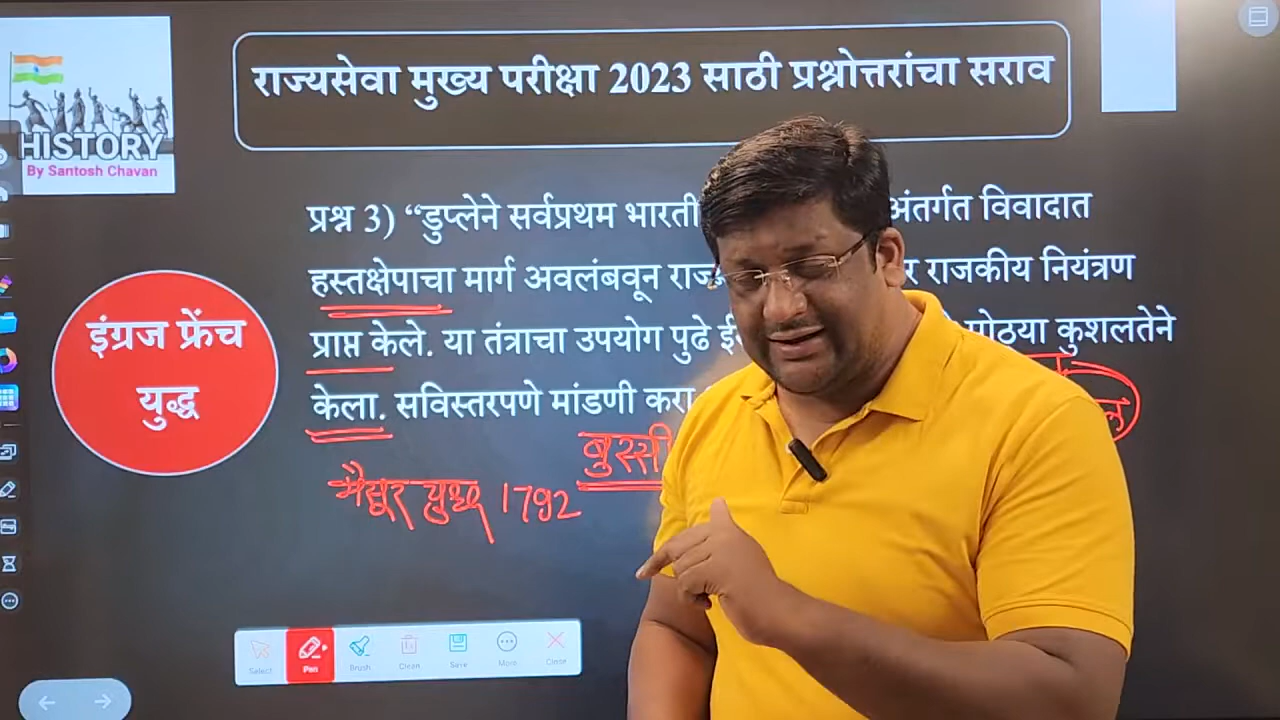 राज्यसेवा मुख्य परीक्षा 2023 साठी प्रश्नोत्तरांचा सराव
HISTORY
By Santosh Chavan
प्रश्न 3) “डुप्लेने सर्वप्रथम अंतर्गत विवादात
हस्तक्षेपाचा मार्ग अवलंबवून राजकीय नियंत्रण
प्राप्त केले. या तंत्राचा उपयोग पुढे मोठया कुशलतेने
केला. सविस्तरपणे मांडणी करा
इंग्रज फ्रेंच
युद्ध
बुस्सी
मैसूर युध्द 1792
Select
Pen
Brush
Clean
Save
More
Close